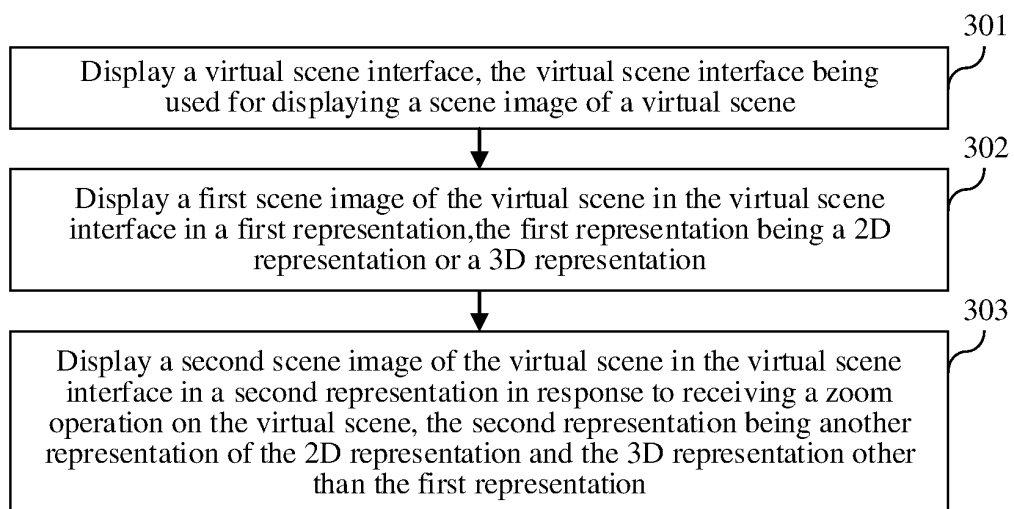 301
Display a virtual scene interface, the virtual scene interface being
used for displaying a scene image of a virtual scene
302
Display a first scene image of the virtual scene in the virtual scene
interface in a first representation,the first representation being a 2D
representation or a 3D representation
303
Display a second scene image of the virtual scene in the virtual scene
interface in a second representation in response to receiving a zoom
operation on the virtual scene, the second representation being another
representation of the 2D representation and the 3D representation other
than the first representation